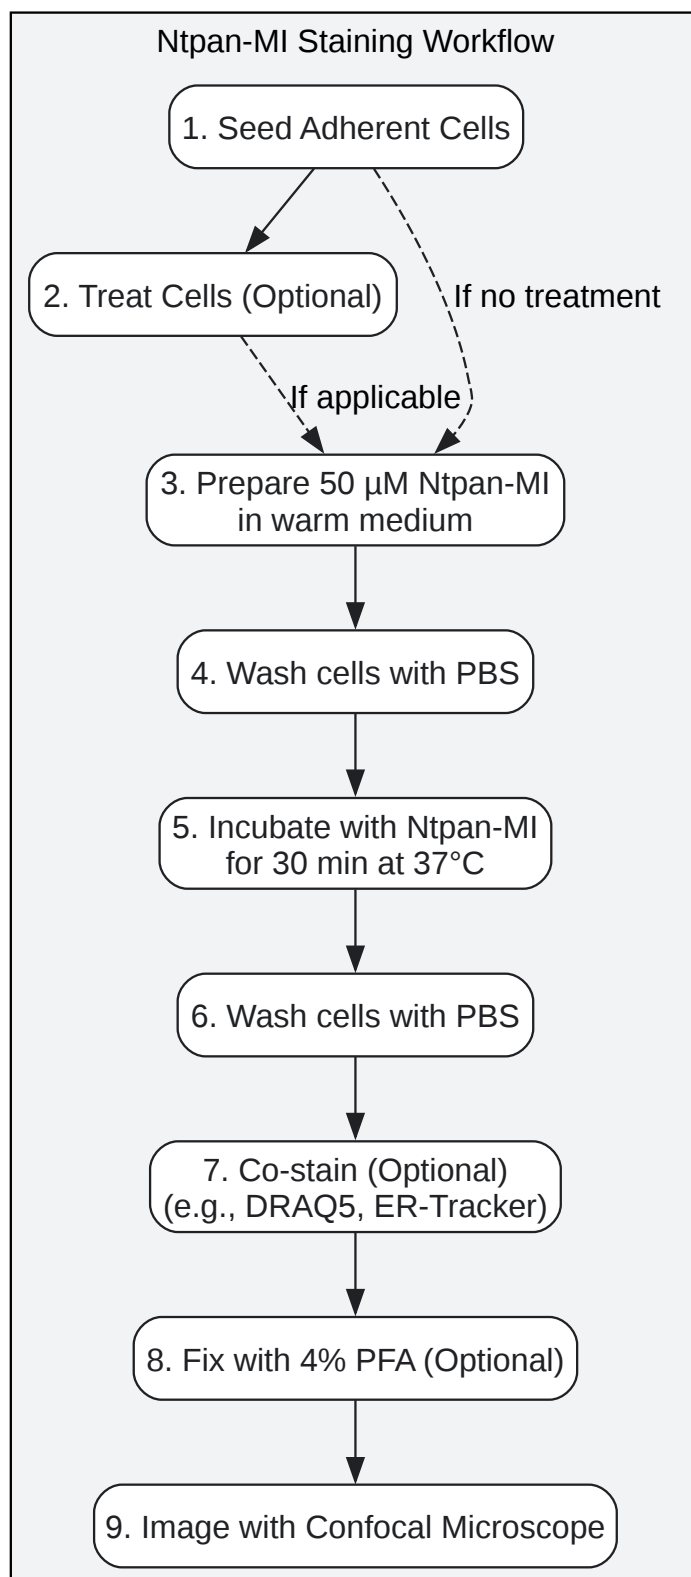 Ntpan-MI Staining Workflow
1. Seed Adherent Cells
2. Treat Cells (Optional)
If no treatment
If applicable
3. Prepare 50 µM Ntpan-MI
in warm medium
4. Wash cells with PBS
5. Incubate with Ntpan-MI
for 30 min at 37°C
6. Wash cells with PBS
7. Co-stain (Optional)
(e.g., DRAQ5, ER-Tracker)
8. Fix with 4% PFA (Optional)
9. Image with Confocal Microscope